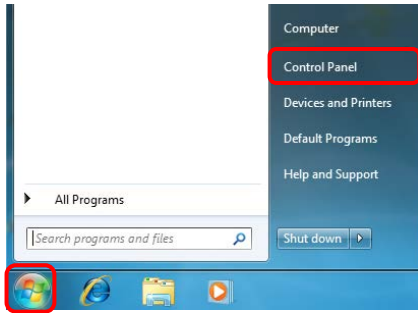 Computer
Control Panel
Devices and Printers
Default Programs
Help and Support
All Programs
Search programs and files
Shut down